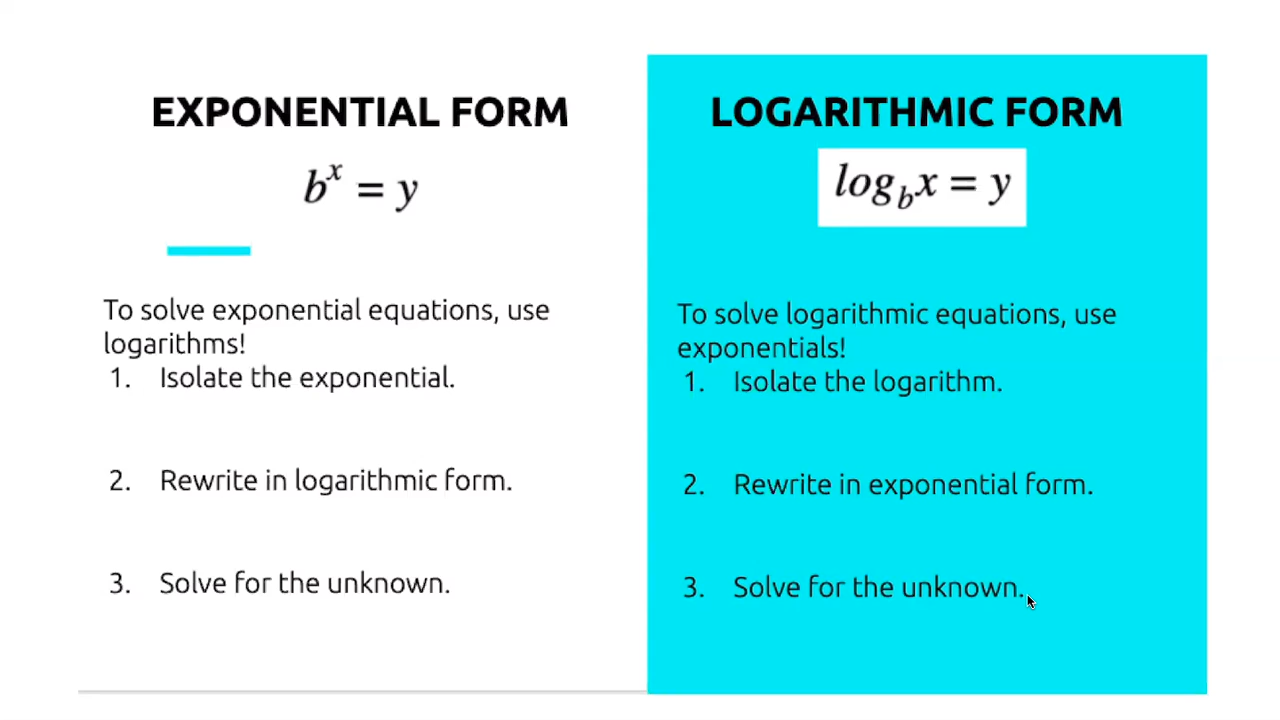 EXPONENTIAL FORM
bˣ = y
To solve exponential equations, use
logarithms!
1. Isolate the exponential.
2. Rewrite in logarithmic form.
3. Solve for the unknown.
LOGARITHMIC FORM
log_b x = y
To solve logarithmic equations, use
exponentials!
1. Isolate the logarithm.
2. Rewrite in exponential form.
3. Solve for the unknown.